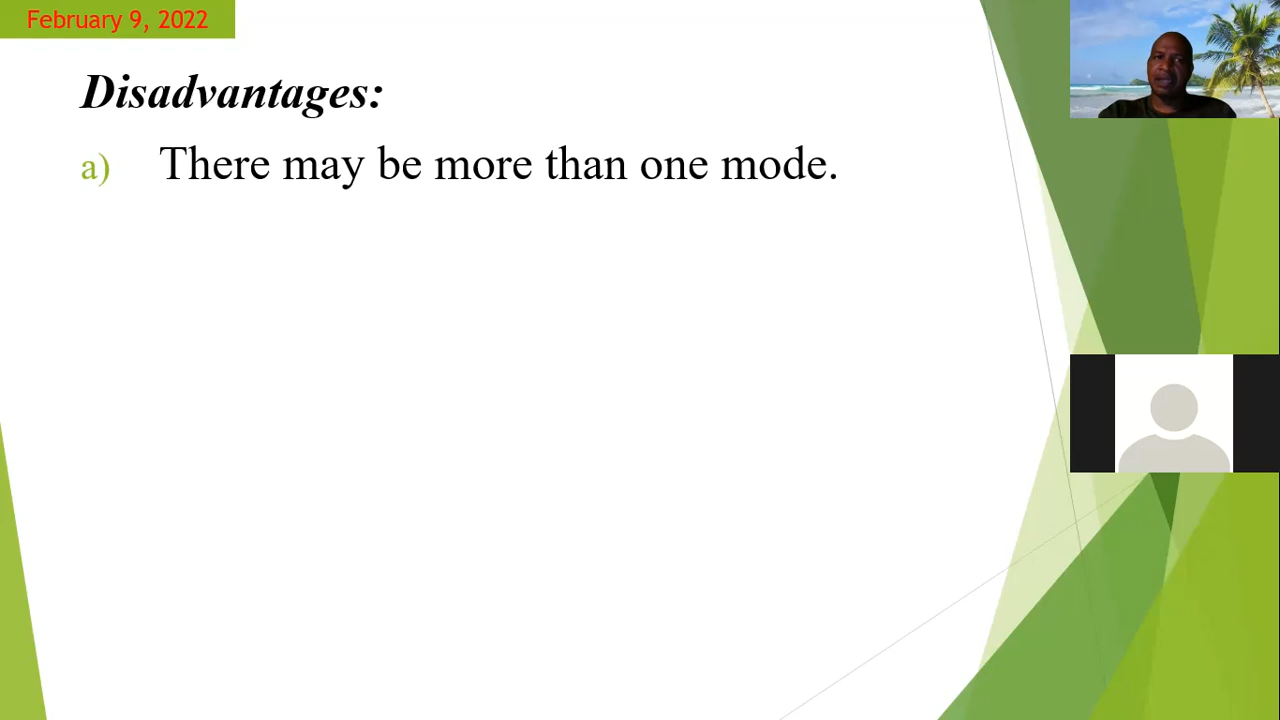 February 9, 2022
Disadvantages:
a) There may be more than one mode.